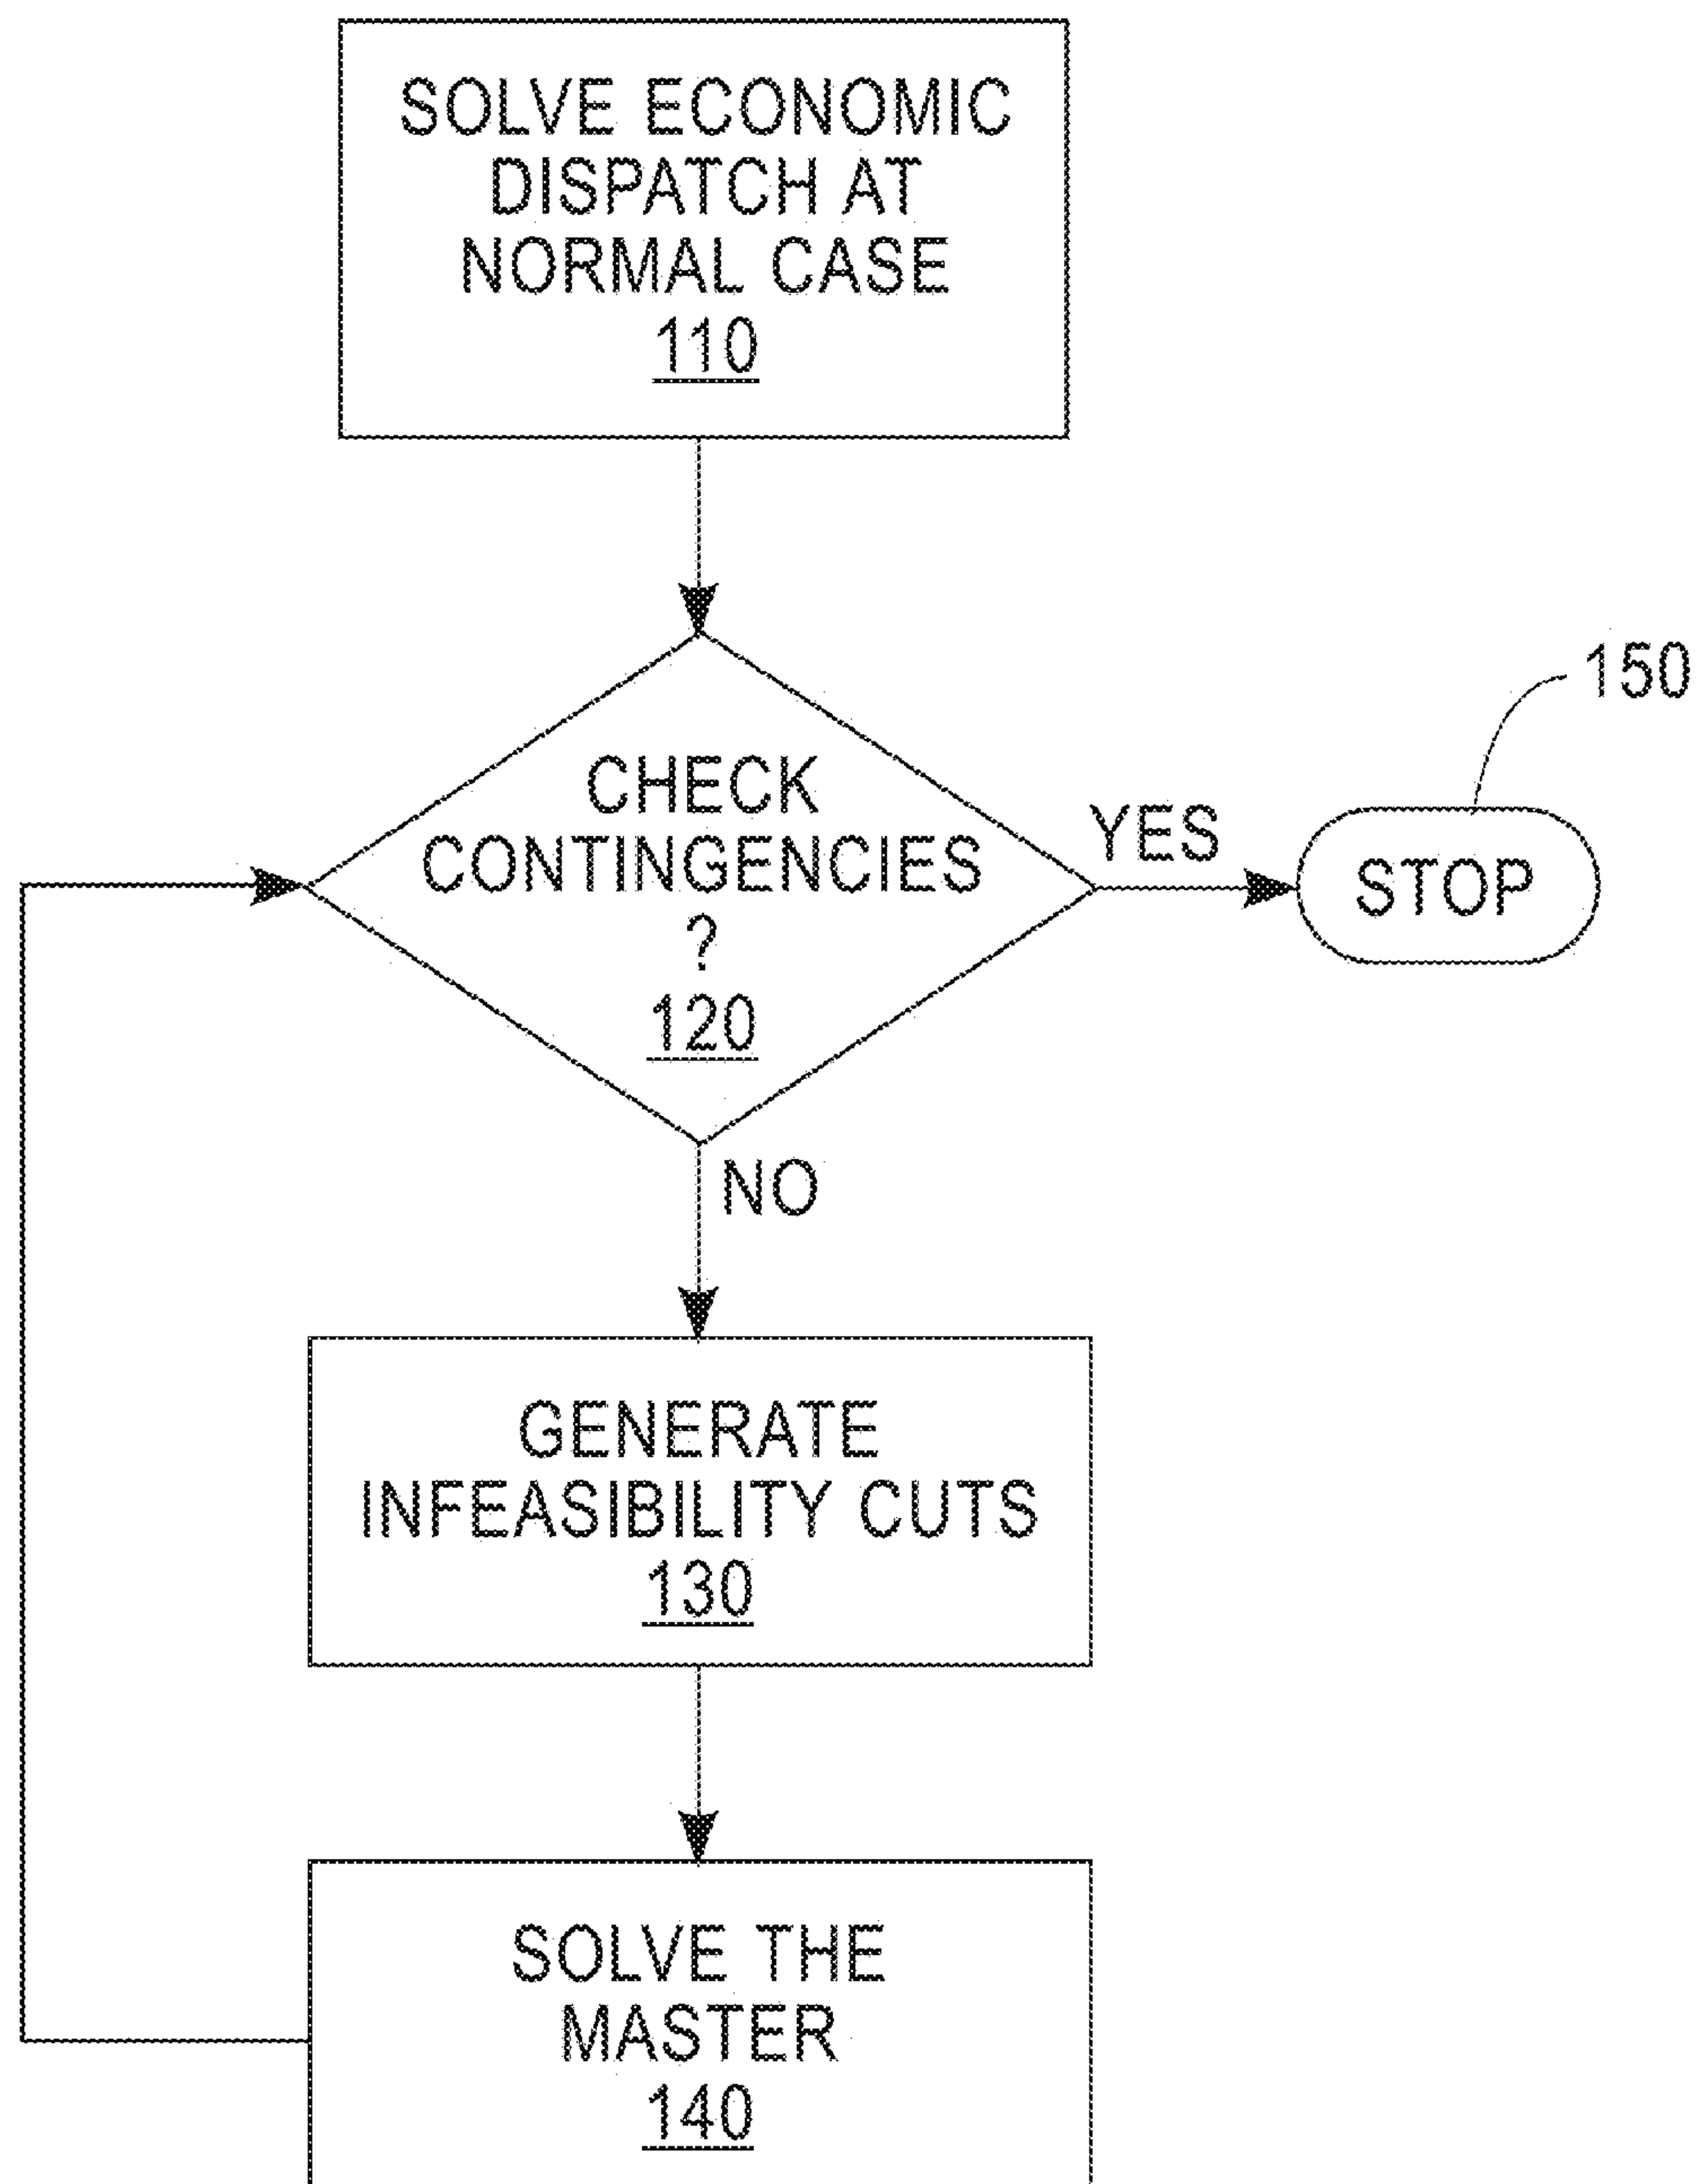 SOLVE ECONOMIC
DISPATCH AT
NORMAL CASE
110
CHECK
CONTINGENCIES
?
120
YES
STOP
150
NO
GENERATE
INFEASIBILITY CUTS
130
SOLVE THE
MASTER
140